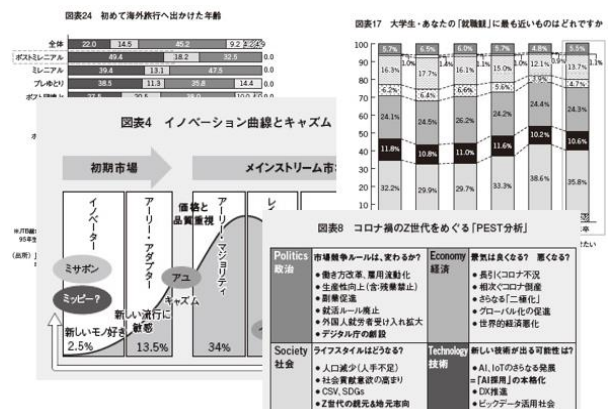 図表24 初めて海外旅行へ出かけた年齢
全体 22.0 14.5 45.2 9.2
ポストミレニアル 49.4 18.2 32.5 0.0
ミレニアル 39.4 13.1 47.5 0.0
プレゆとり 38.5 11.3 35.8 14.4 0.0
図表17 大学生・あなたの「就職観」に最も近いものはどれですか
100
90
80
70
60
50
40
30
20
10
5.7% 6.5% 6.0% 5.7% 4.8% 5.5%
16.3% 17.7% 16.1% 15.0% 12.1% 13.7%
6.2% 6.4% 6.6% 5.6% 3.9% 4.7%
24.1% 24.5% 26.2% 24.2% 24.4% 24.3%
11.8% 10.8% 11.0% 11.6% 10.2% 10.6%
32.2% 29.9% 29.7% 33.3% 38.6% 35.8%
図表4 イノベーション曲線とキャズム
初期市場
メインストリーム市
イノベーター
アーリー・アダプター
価格と
品質重視
アーリー・マジョリティ
ミサポン
ミッピー?
アユ
キャズム
新しいモノ好き
新しい流行に
敏感
2.5% 13.5% 34%
図表8 コロナ禍のZ世代をめぐる「PEST分析」
Politics
政治
市場競争ルールは、変わるか?
●働き方改革、雇用流動化
●生産性向上(含:残業禁止)
●副業促進
●就活ルール廃止
●外国人就労者受け入れ拡大
●デジタル庁の創設
Economy
経済
景気は良くなる? 悪くなる?
●長引くコロナ不況
●相次ぐコロナ倒産
●さらなる「二極化」
●グローバル化の促進
●世界的経済悪化
Society
社会
ライフスタイルはどうなる?
●人口減少(人手不足)
●社会貢献意欲の高まり
●CSV、SDGs
●Z世代の親元&地元志向
Technology
技術
新しい技術が出る可能性は?
●AI、IoTのさらなる発展
=「AI採用」の本格化
●DX推進
●ビックデータ活用社会